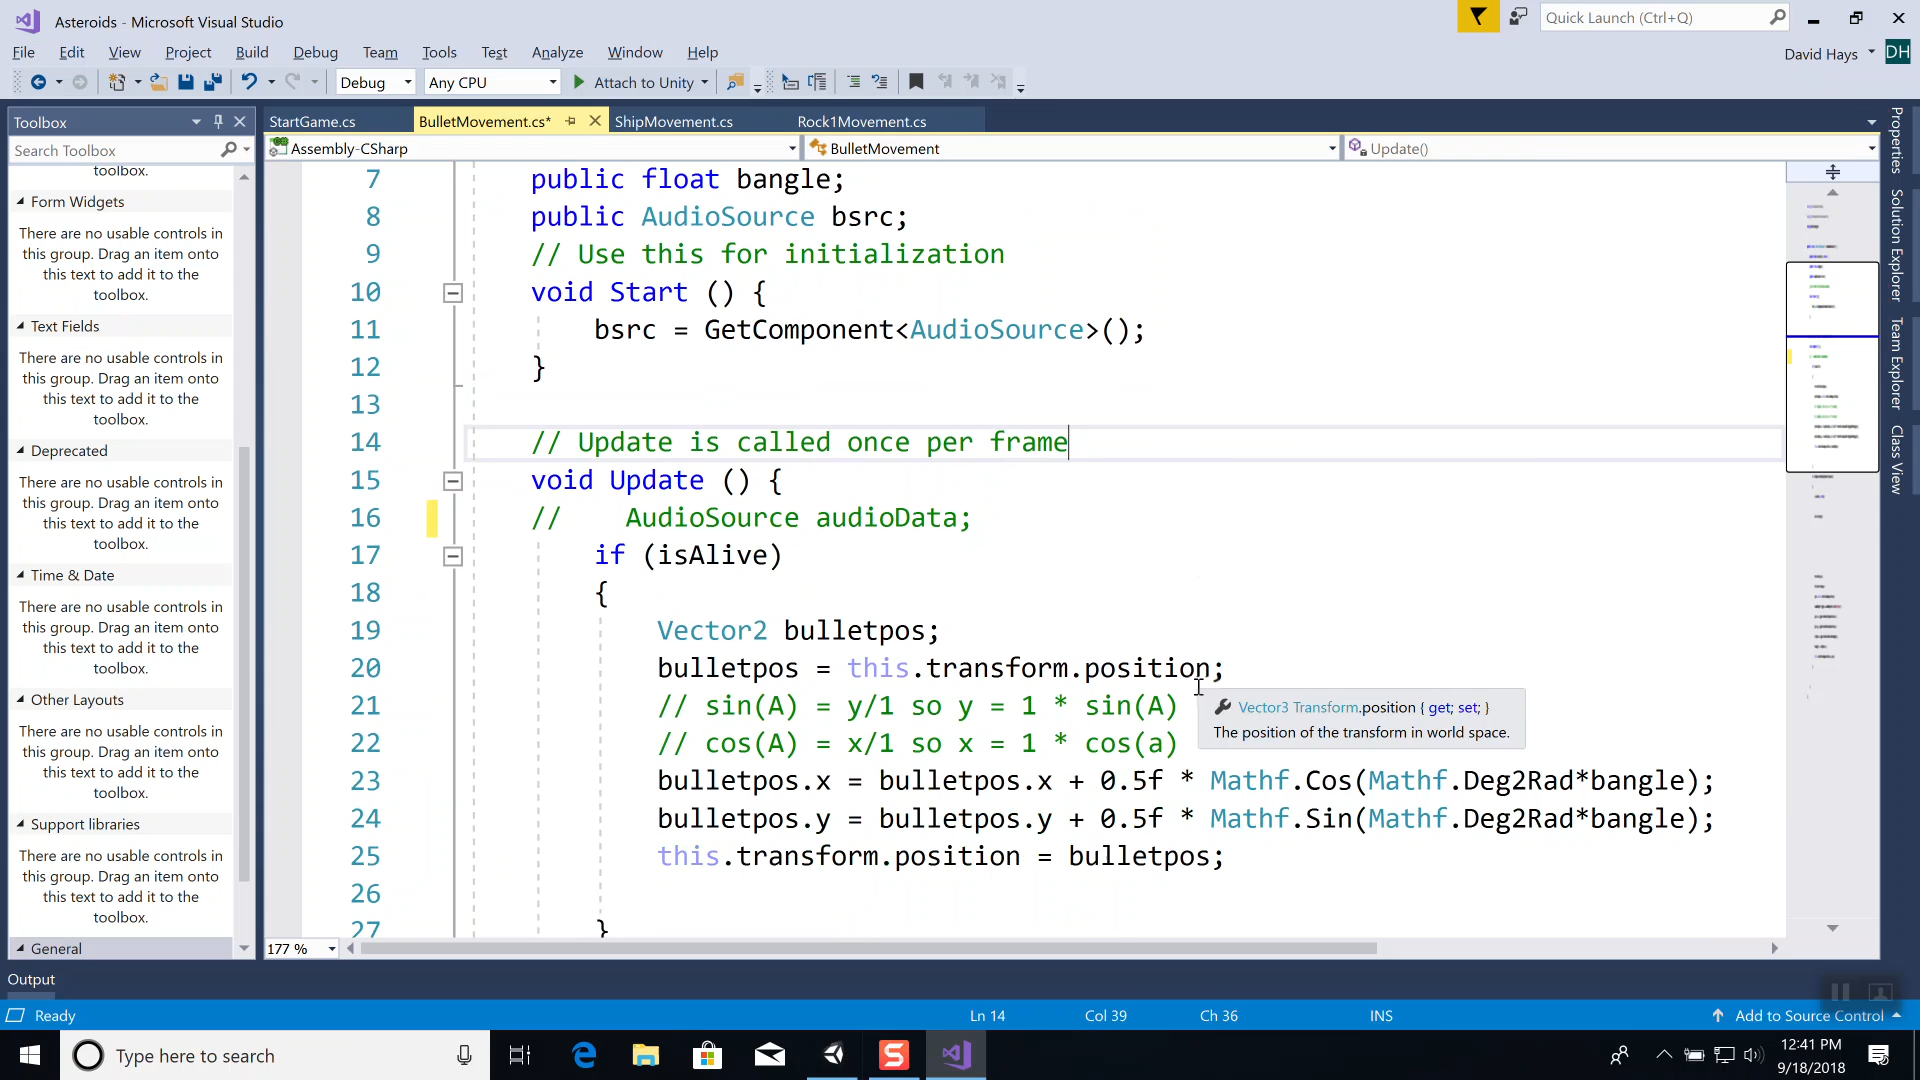 Asteroids - Microsoft Visual Studio
Quick Launch (Ctrl+Q)
File Edit View Project Build Debug Team Tools Test Analyze Window Help
David Hays
DH
Debug
Any CPU
Attach to Unity
Toolbox
Search Toolbox
toolbox.
Form Widgets
There are no usable controls in
this group. Drag an item onto
this text to add it to the
toolbox.
Text Fields
There are no usable controls in
this group. Drag an item onto
this text to add it to the
toolbox.
Deprecated
There are no usable controls in
this group. Drag an item onto
this text to add it to the
toolbox.
Time & Date
There are no usable controls in
this group. Drag an item onto
this text to add it to the
toolbox.
Other Layouts
There are no usable controls in
this group. Drag an item onto
this text to add it to the
toolbox.
Support libraries
There are no usable controls in
this group. Drag an item onto
this text to add it to the
toolbox.
General
StartGame.cs
BulletMovement.cs*
ShipMovement.cs
Rock1Movement.cs
Assembly-CSharp
BulletMovement
Update()
7 public float bangle;
8 public AudioSource bsrc;
9 // Use this for initialization
10 void Start () {
11 bsrc = GetComponent<AudioSource>();
12 }
13
14 // Update is called once per frame
15 void Update () {
16 // AudioSource audioData;
17 if (isAlive)
18 {
19 Vector2 bulletpos;
20 bulletpos = this.transform.position;
21 // sin(A) = y/1 so y = 1 * sin(A)
22 // cos(A) = x/1 so x = 1 * cos(a)
23 bulletpos.x = bulletpos.x + 0.5f * Mathf.Cos(Mathf.Deg2Rad*bangle);
24 bulletpos.y = bulletpos.y + 0.5f * Mathf.Sin(Mathf.Deg2Rad*bangle);
25 this.transform.position = bulletpos;
26
27 }
Vector3 Transform.position { get; set; }
The position of the transform in world space.
177 %
Properties
Solution Explorer
Team Explorer
Class View
Output
Ready
Ln 14
Col 39
Ch 36
INS
Add to Source Control
Type here to search
S
12:41 PM
9/18/2018